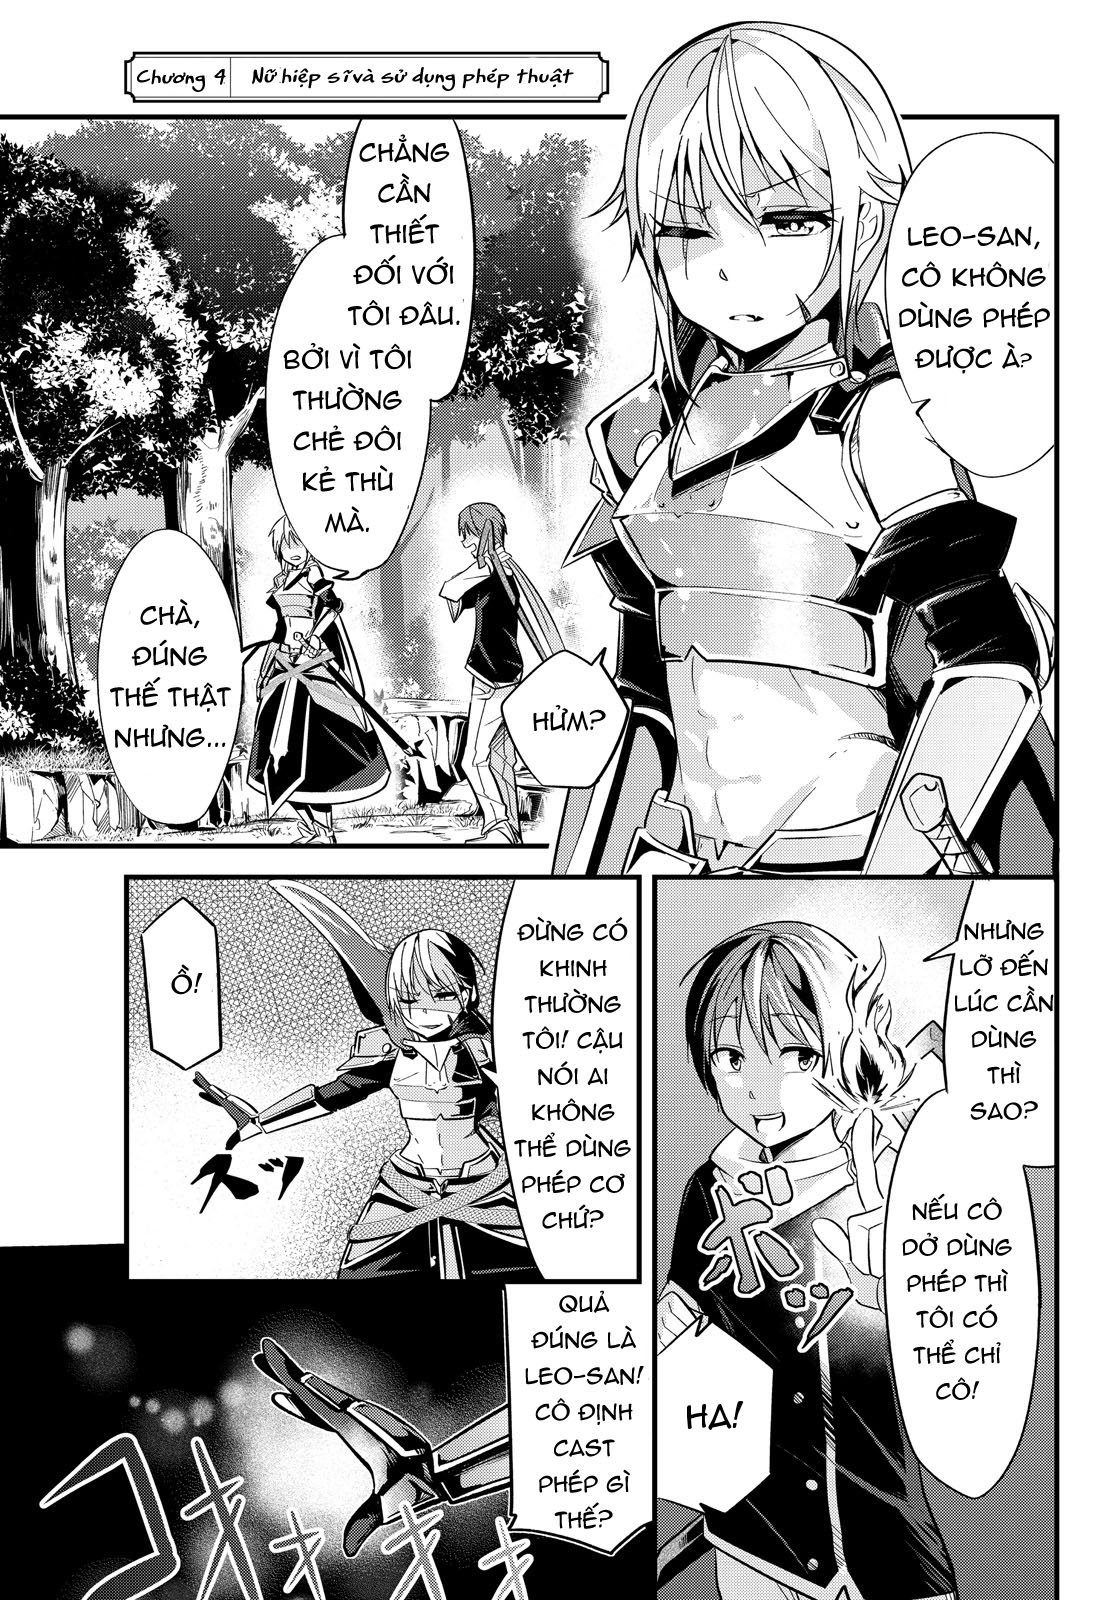 Chương 4 Nữ hiệp sĩ và sử dụng phép thuật
LEO-SAN,
CÔ KHÔNG
DÙNG PHÉP
ĐƯỢC À?
HỬM?
CHẲNG
CẦN
THIẾT
ĐỐI VỚI
TÔI ĐÂU.
BỞI VÌ TÔI
THƯỜNG
CHẺ ĐÔI
KẺ THÙ
MÀ.
CHÀ,
ĐÚNG
THẾ THẬT
NHƯNG...
NHƯNG
LỠ ĐẾN
LÚC CẦN
DÙNG
THÌ
SAO?
NẾU CÔ
DỞ DÙNG
PHÉP THÌ
TÔI CÓ
THỂ CHỈ
CÔ!
ボッ
HA!
ĐỪNG CÓ
KHINH
THƯỜNG
TÔI! CẬU
NÓI AI
KHÔNG
THỂ DÙNG
PHÉP CƠ
CHỨ?
Ồ!
スッ
QUẢ
ĐÚNG LÀ
LEO-SAN!
CÔ ĐỊNH
CAST
PHÉP GÌ
THẾ?
コォォォ